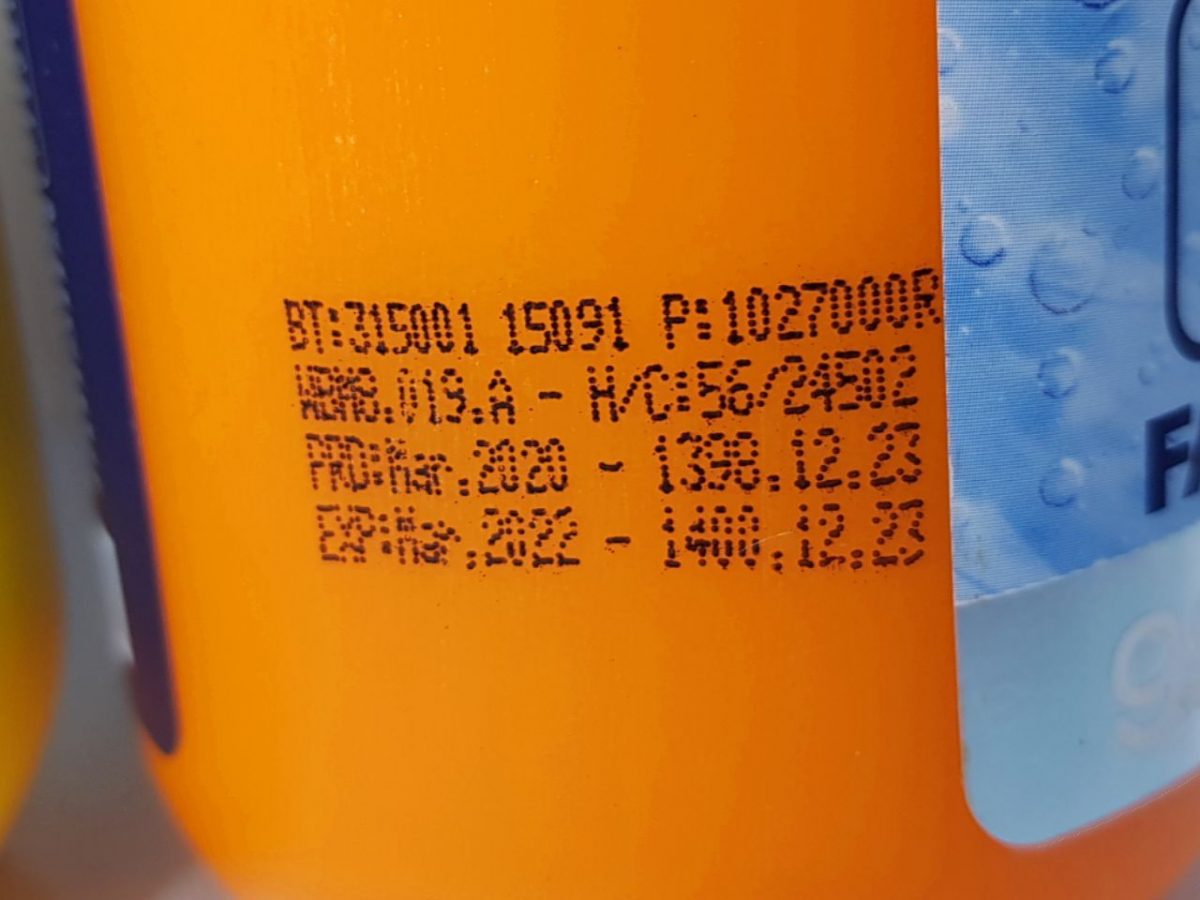 BT:315001 15091 P:1027000R
H/C:56/24502
PRD:Mar.2020 - 1398.12.23
EXP:Mar.2022 - 1400.12.23